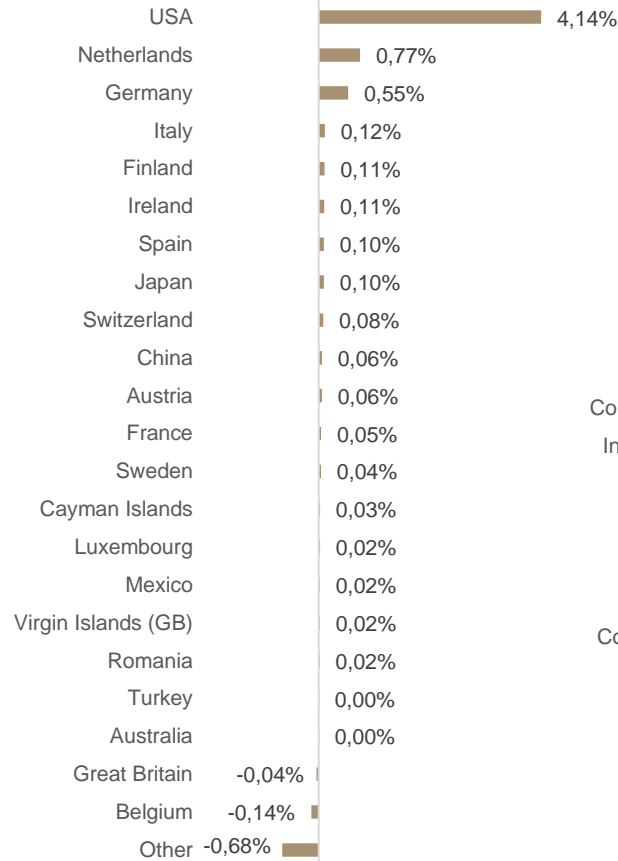 USA 4,14%
Netherlands 0,77%
Germany 0,55%
Italy 0,12%
Finland 0,11%
Ireland 0,11%
Spain 0,10%
Japan 0,10%
Switzerland 0,08%
China 0,06%
Austria 0,06%
Co
France 0,05%
In
Sweden 0,04%
Cayman Islands 0,03%
Luxembourg 0,02%
Mexico 0,02%
Virgin Islands (GB) 0,02%
Co
Romania 0,02%
Turkey 0,00%
Australia 0,00%
Great Britain -0,04%
Belgium -0,14%
Other -0,68%